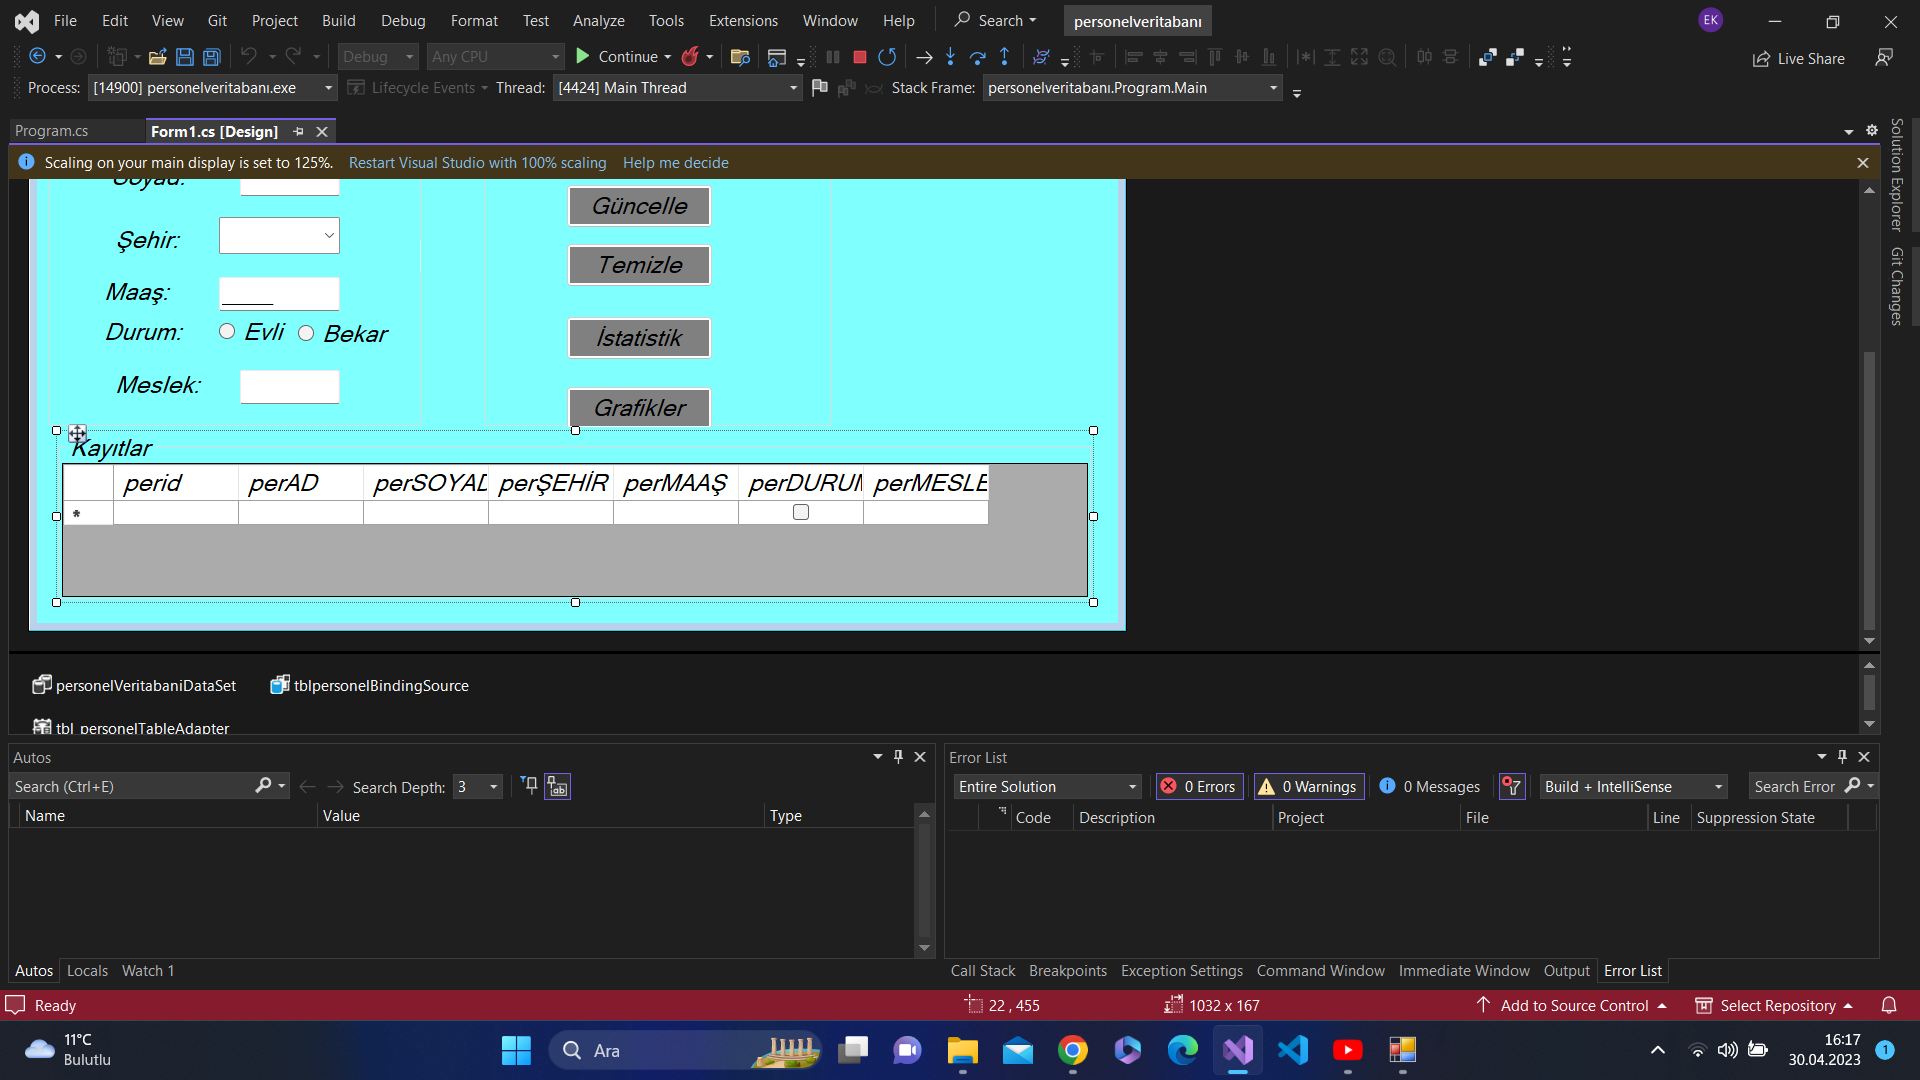 File Edit View Git Project Build Debug Format Test Analyze Tools Extensions Window Help Search personelveritabanı EK
Debug Any CPU Continue Live Share
Process: [14900] personelveritabanı.exe Lifecycle Events Theread: [4424] Main Thread Stack Frame: personelveritabanı.Program.Main
Program.cs Form1.cs [Design]
Scaling on your main display is set to 125%. Restart Visual Studio with 100% scaling Help me decide
Solution Explorer
Git Changes
Soyad:
Güncelle
Şehir:
Temizle
Maaş: _____
Durum: Evli Bekar
İstatistik
Meslek:
Grafikler
Kayıtlar
perid perAD perSOYAD perŞEHİR perMAAŞ perDURUM perMESLE
*
personelVeritabaniDataSet tblpersonelBindingSource
tbl_personelTableAdapter
Autos
Search (Ctrl+E) Search Depth: 3
Name Value Type
Autos Locals Watch 1
Error List
Entire Solution 0 Errors 0 Warnings 0 Messages Build + IntelliSense Search Error
Code Description Project File Line Suppression State
Call Stack Breakpoints Exception Settings Command Window Immediate Window Output Error List
Ready 22 , 455 1032 x 167 Add to Source Control Select Repository
11°C
Bulutlu
Ara
16:17
30.04.2023
1